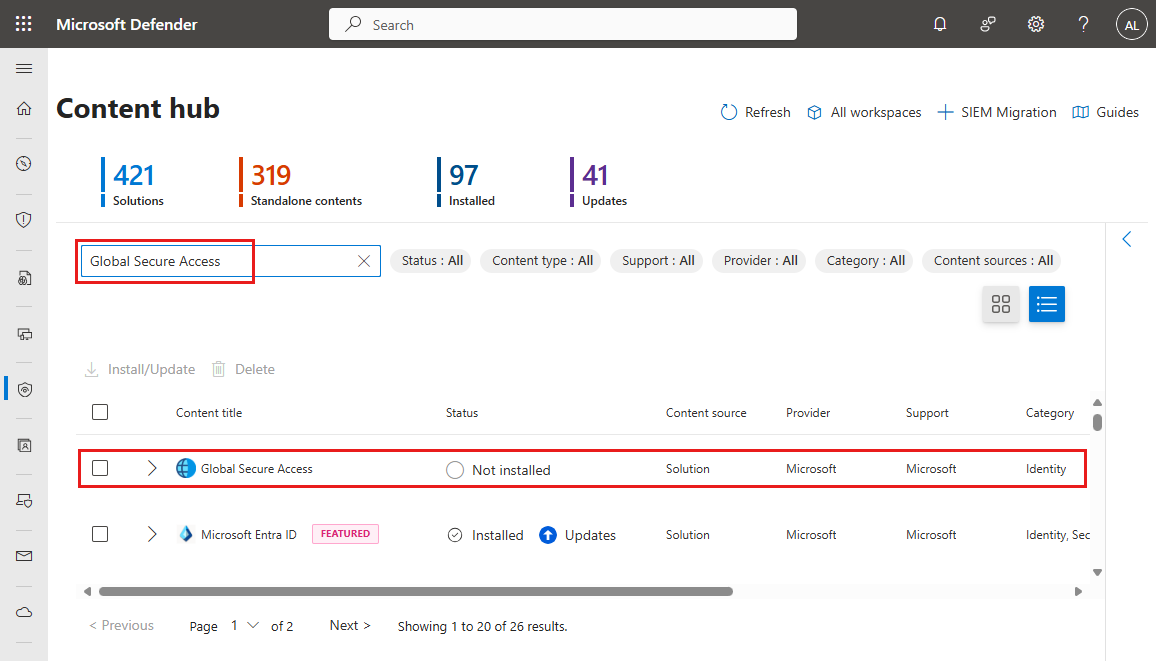 Microsoft Defender
Search
AL
Content hub
Refresh
All workspaces
SIEM Migration
Guides
421
Solutions
319
Standalone contents
97
Installed
41
Updates
Global Secure Access
Status : All
Content type : All
Support : All
Provider : All
Category : All
Content sources : All
Install/Update
Delete
Content title Status Content source Provider Support Category
Global Secure Access Not installed Solution Microsoft Microsoft Identity
Microsoft Entra ID FEATURED Installed Updates Solution Microsoft Microsoft Identity, Sec
< Previous Page 1 of 2 Next > Showing 1 to 20 of 26 results.